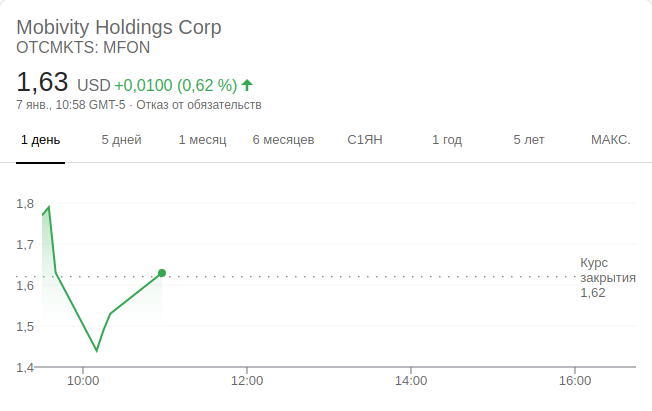 Mobivity Holdings Corp
OTCMKTS: MFON
1,63 USD +0,0100 (0,62 %)
7 янв., 10:58 GMT-5 · Отказ от обязательств
1 день 5 дней 1 месяц 6 месяцев С1ЯН 1 год 5 лет МАКС.
1,8
1,7
1,6
1,5
1,4
Курс
закрытия
1,62
10:00 12:00 14:00 16:00